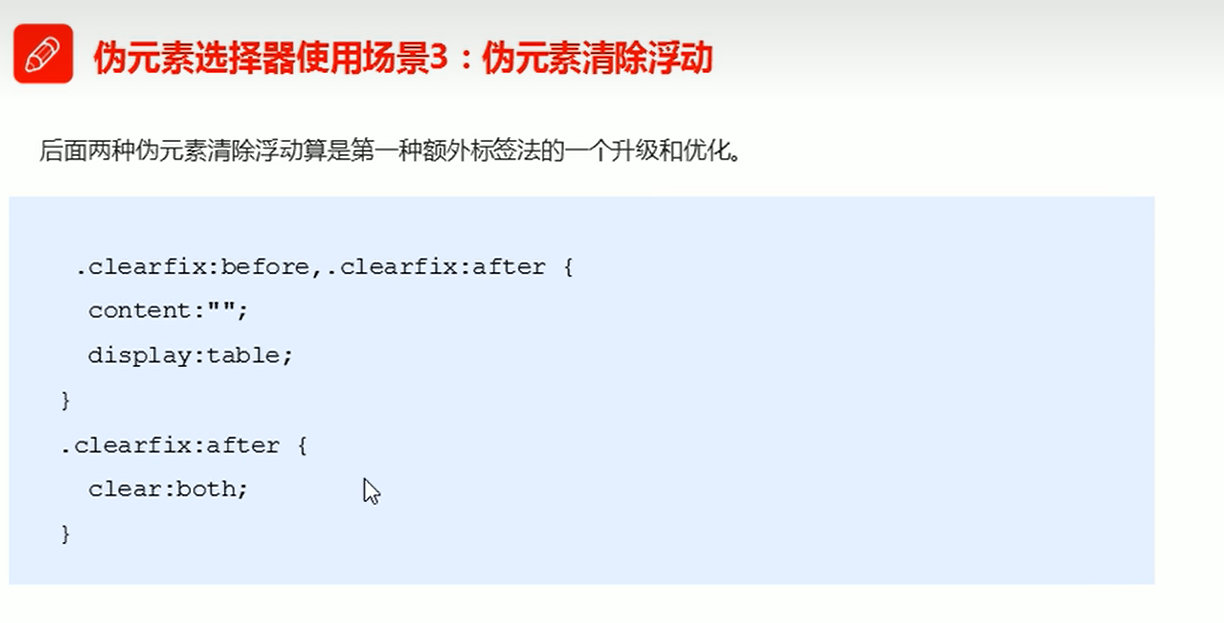 伪元素选择器使用场景3：伪元素清除浮动
后面两种伪元素清除浮动算是第一种额外标签法的一个升级和优化。
.clearfix:before,.clearfix:after {
content:"";
display:table;
}
.clearfix:after {
clear:both;
}